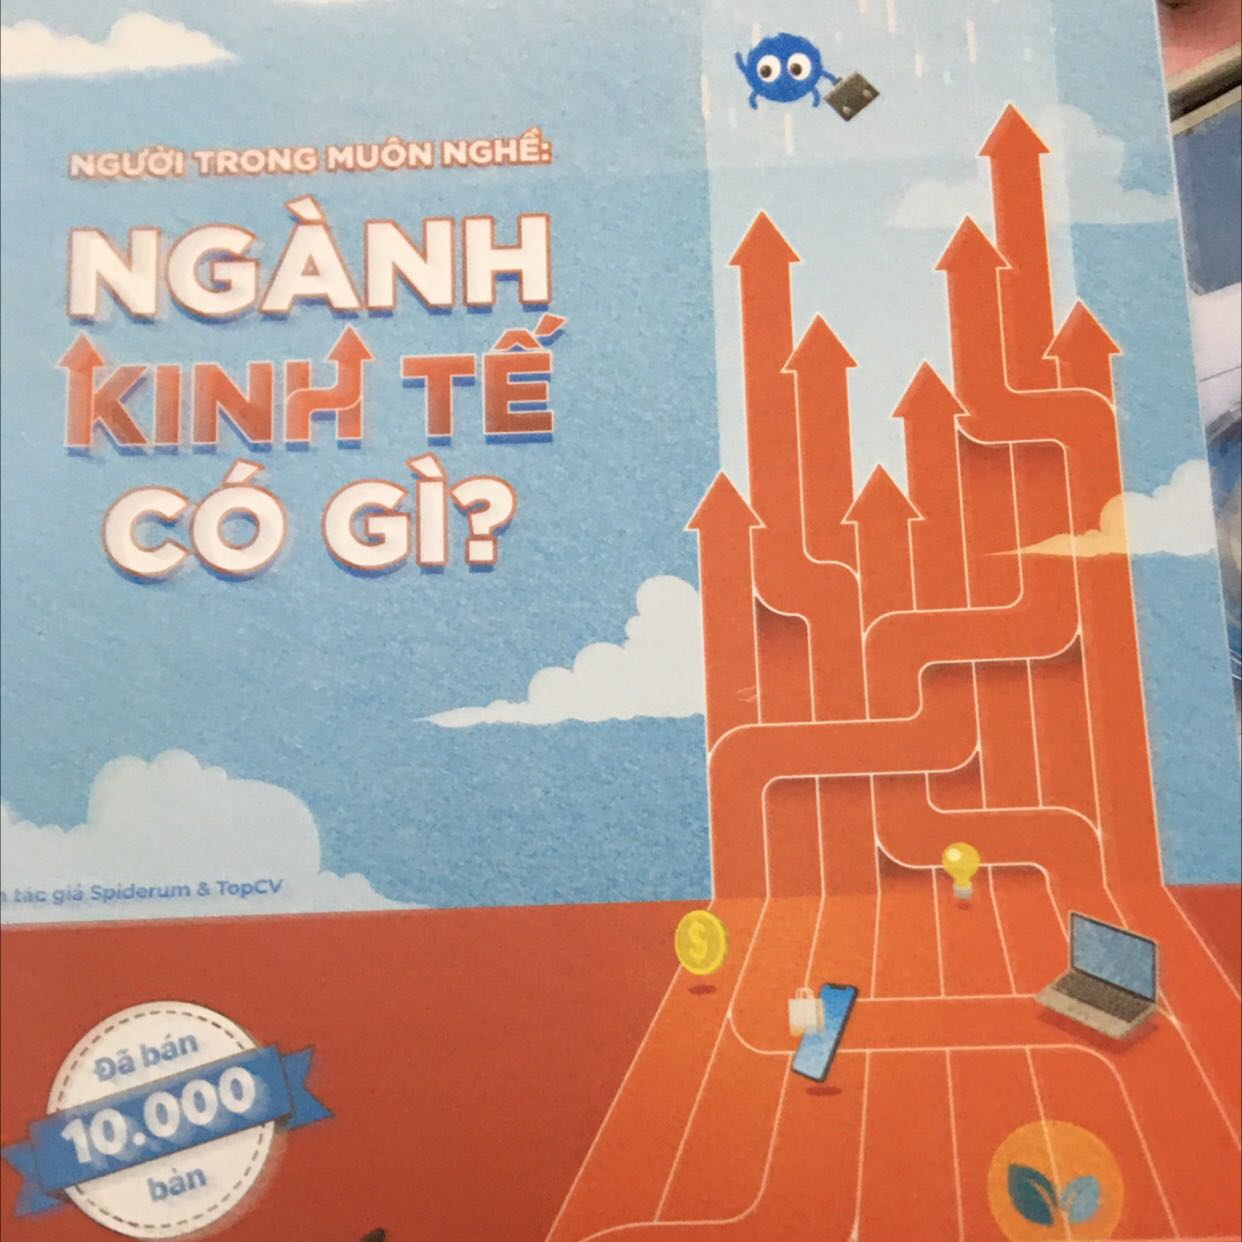 NGƯỜI TRONG MUÔN NGHỀ:
NGÀNH
KINH TẾ
CÓ GÌ?
tác giả Spiderum & TopCV
Đã bán
10.000
bản
$